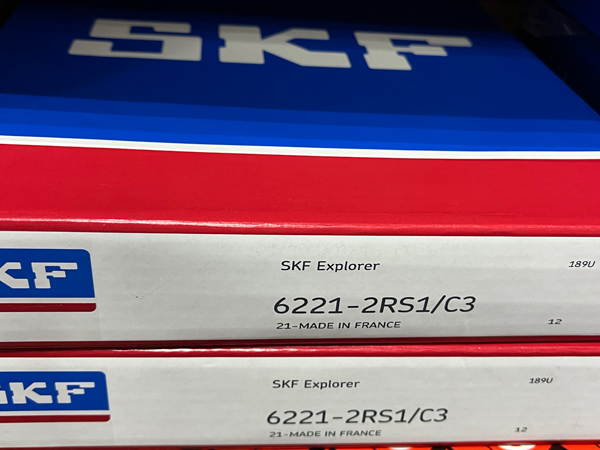 SKF
SKF
SKF Explorer 189U
6221-2RS1/C3
21-MADE IN FRANCE 12
SKF
SKF Explorer 189U
6221-2RS1/C3
21-MADE IN FRANCE 12